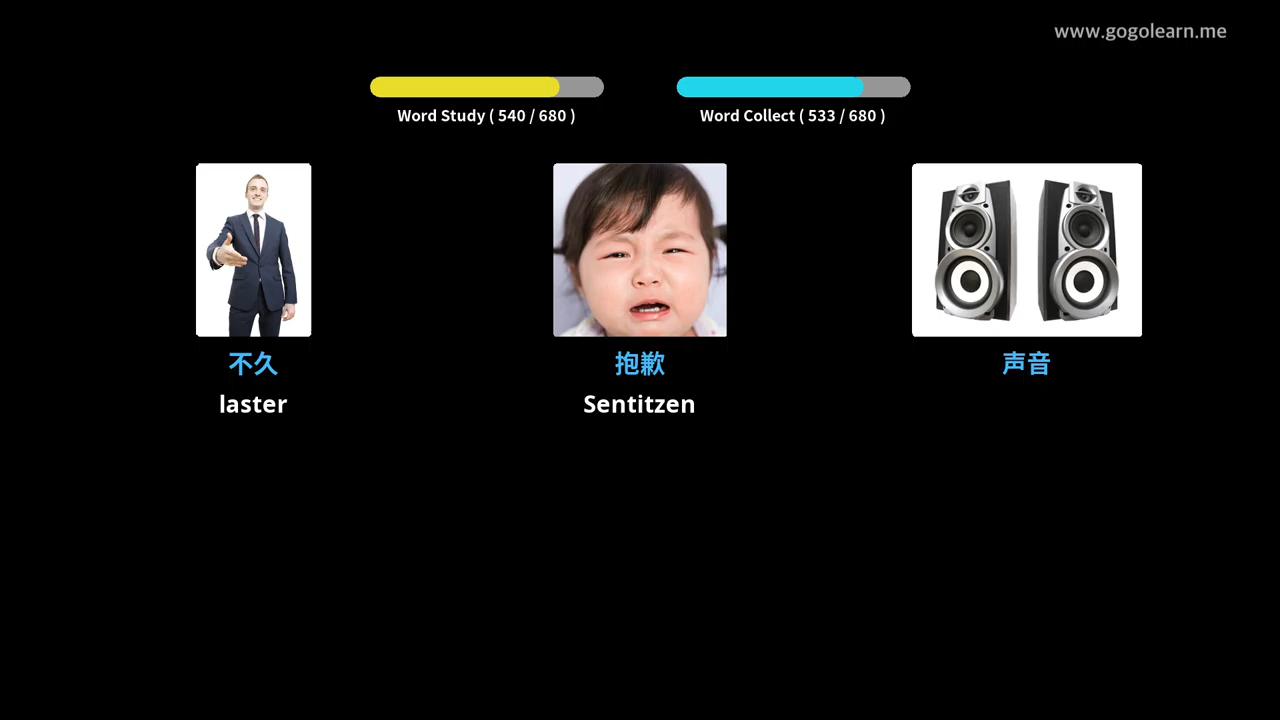 www.gogolearn.me
Word Study ( 540 / 680 )
Word Collect ( 533 / 680 )
不久
抱歉
声音
laster
Sentitzen